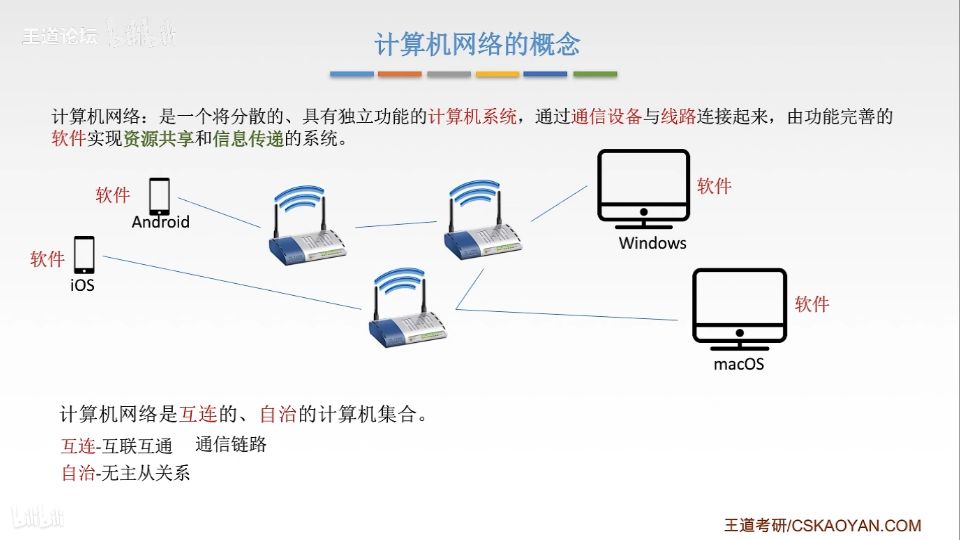 王道论坛 bilibili
计算机网络的概念
计算机网络：是一个将分散的、具有独立功能的计算机系统，通过通信设备与线路连接起来，由功能完善的
软件实现资源共享和信息传递的系统。
软件
Android
软件
iOS
软件
Windows
软件
macOS
计算机网络是互连的、自治的计算机集合。
互连-互联互通 通信链路
自治-无主从关系
bilibili
王道考研/CSKAOYAN.COM